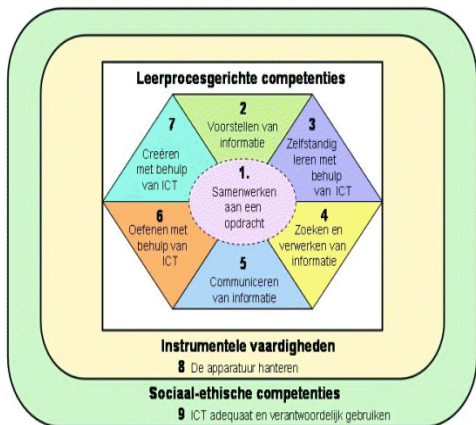 Leerprocesgerichte competenties
2
Voorstellen van
informatie
3
Zelfstandig
leren met
behulp
van ICT
7
Creëren
met behulp
van ICT
1.
Samenwerken
aan een
opdracht
6
Oefenen met
behulp van
ICT
4
Zoeken en
verwerken van
informatie
5
Communiceren
van informatie
Instrumentele vaardigheden
8 De apparatuur hanteren
Sociaal-ethische competenties
9 ICT adequaat en verantwoordelijk gebruiken